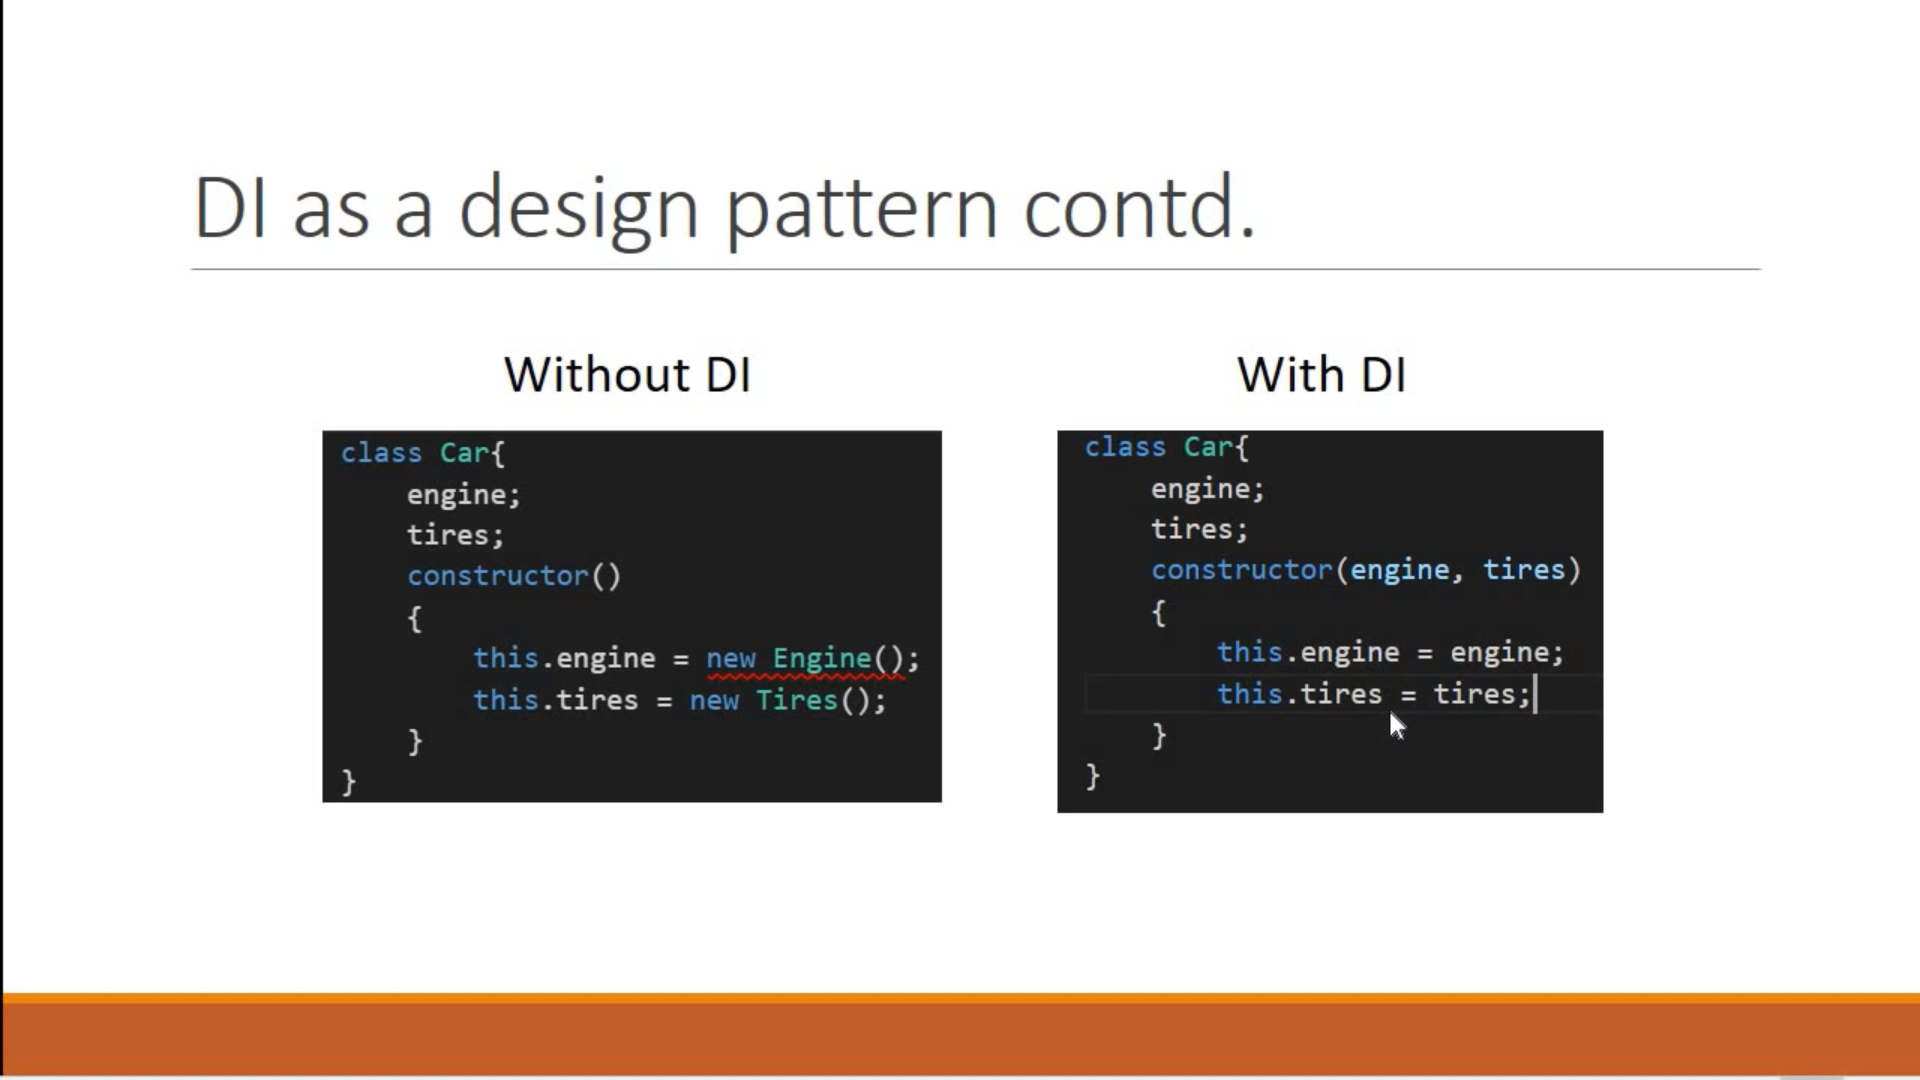 DI as a design pattern contd.
Without DI
class Car{
    engine;
    tires;
    constructor()
    {
        this.engine = new Engine();
        this.tires = new Tires();
    }
}
With DI
class Car{
    engine;
    tires;
    constructor(engine, tires)
    {
        this.engine = engine;
        this.tires = tires;
    }
}